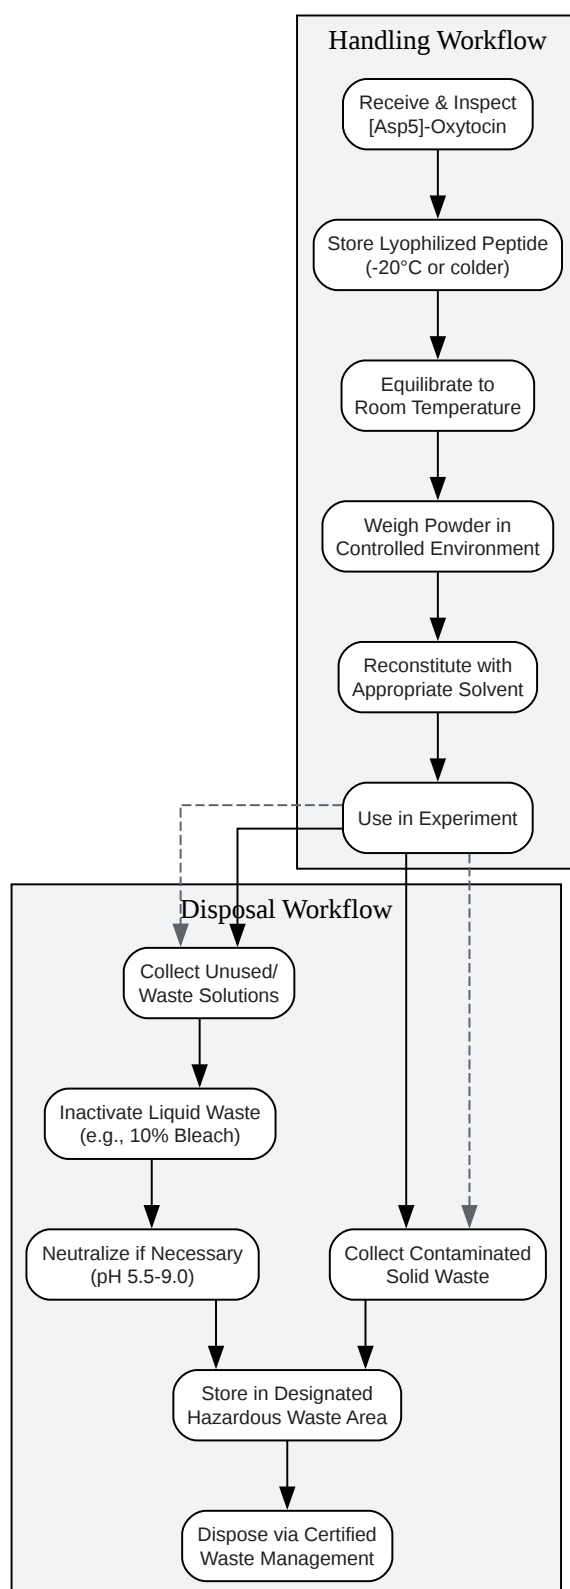 Handling Workflow
Receive & Inspect
[Asp5]-Oxytocin
Store Lyophilized Peptide
(-20°C or colder)
Equilibrate to
Room Temperature
Weigh Powder in
Controlled Environment
Reconstitute with
Appropriate Solvent
Use in Experiment
Disposal Workflow
Collect Unused/
Waste Solutions
Inactivate Liquid Waste
(e.g., 10% Bleach)
Neutralize if Necessary
(pH 5.5-9.0)
Collect Contaminated
Solid Waste
Store in Designated
Hazardous Waste Area
Dispose via Certified
Waste Management